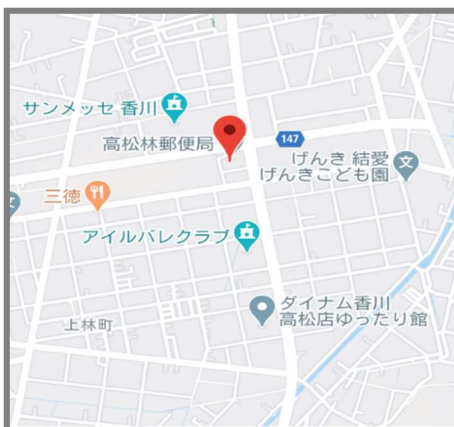 サンメッセ 香川
高松林郵便局
147
げんき 結愛
げんきこども園
文
三徳
文
アイルバレクラブ
ダイナム香川
高松店ゆったり館
上林町